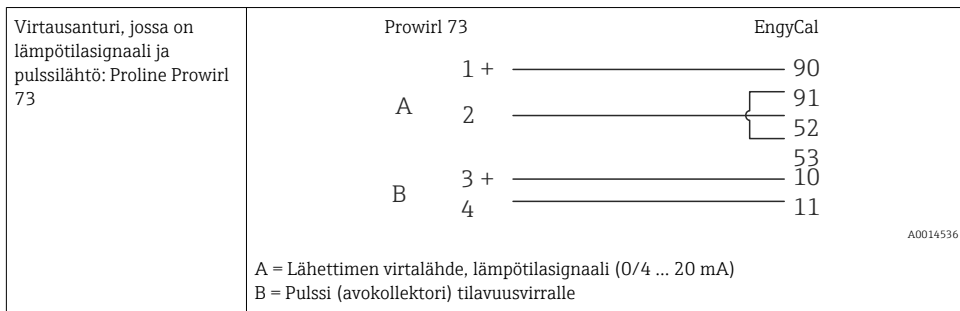 Virtausanturi, jossa on
lämpötilasignaali ja
pulssilähtö: Proline Prowirl
73
Prowirl 73 EngyCal
1 + 90
91
A 2
52
53
3 + 10
B
4 11
A0014536
A = Lähettimen virtalähde, lämpötilasignaali (0/4 ... 20 mA)
B = Pulssi (avokollektori) tilavuusvirralle